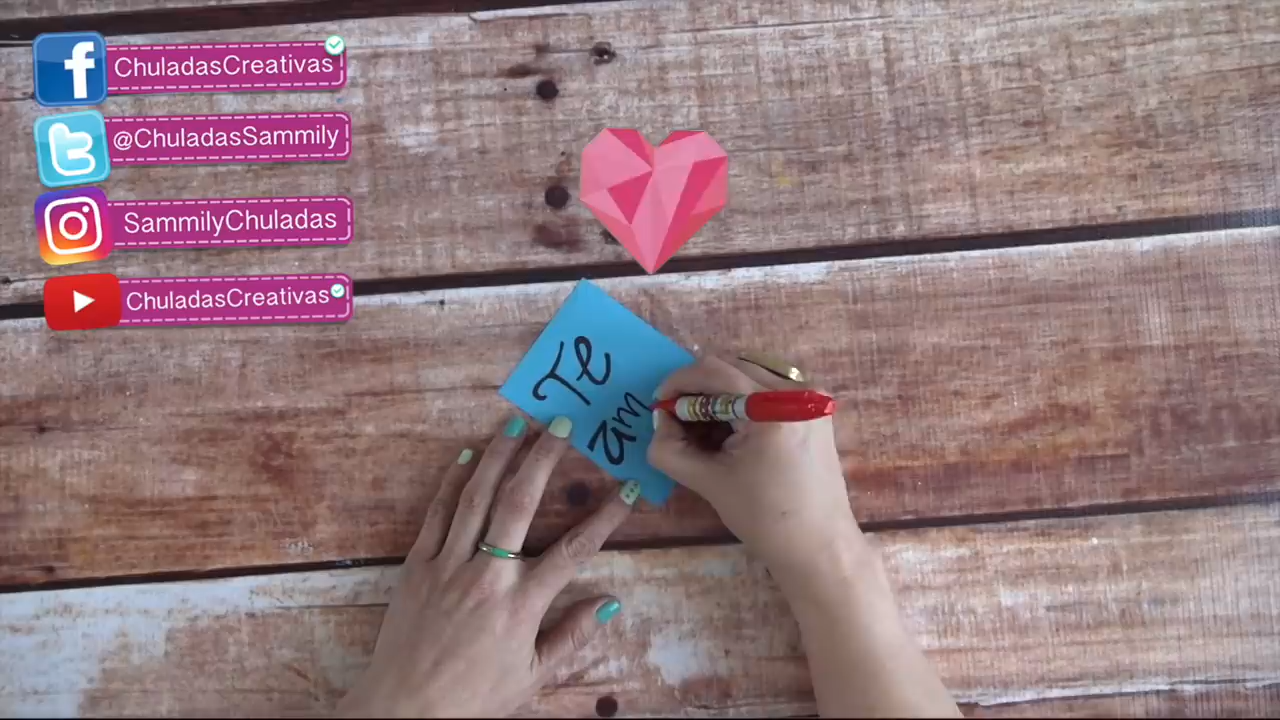 ChuladasCreativas
@ChuladasSammily
SammilyChuladas
ChuladasCreativas
Te
am